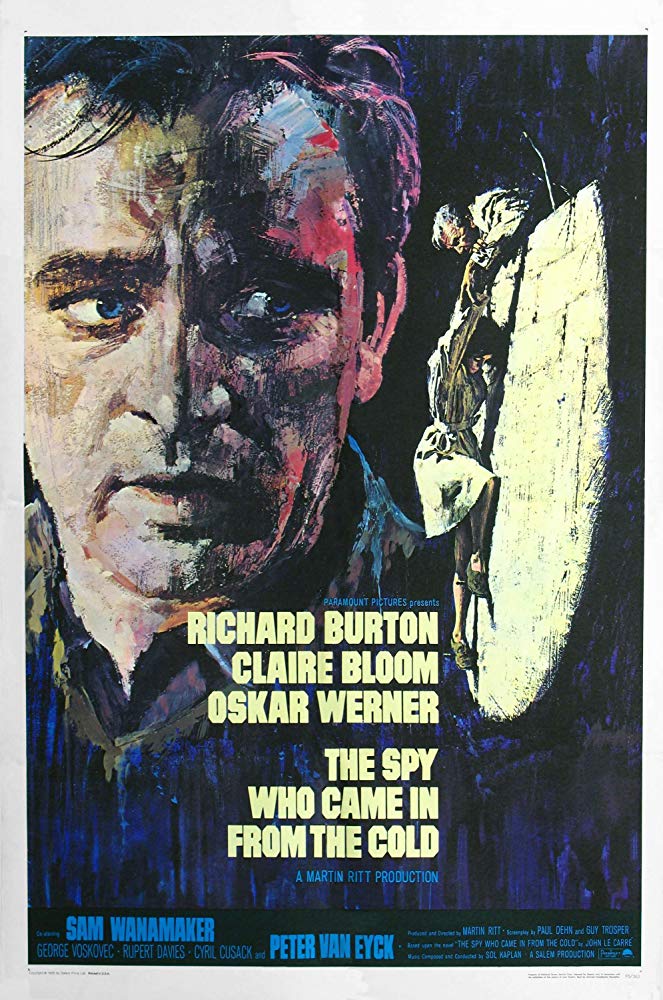 PARAMOUNT PICTURES presents
RICHARD BURTON
CLAIRE BLOOM
OSKAR WERNER
THE SPY
WHO CAME IN
FROM THE COLD
A MARTIN RITT PRODUCTION
Co-starring SAM WANAMAKER
GEORGE VOSKOVEC · RUPERT DAVIES · CYRIL CUSACK and PETER VAN EYCK
Produced and Directed by MARTIN RITT · Screenplay by PAUL DEHN and GUY TROSPER
Based upon the novel "THE SPY WHO CAME IN FROM THE COLD" by JOHN LE CARRE
Music Composed and Conducted by SOL KAPLAN · A SALEM PRODUCTION